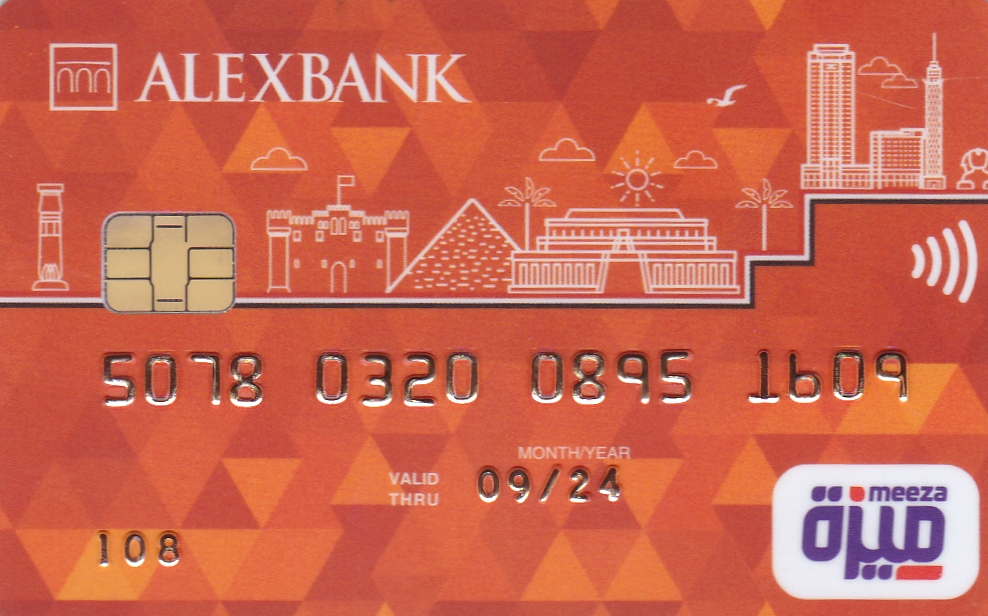 ALEXBANK
5078 0320 0895 1609
MONTH/YEAR
VALID THRU 09/24
108
meeza
ميزة